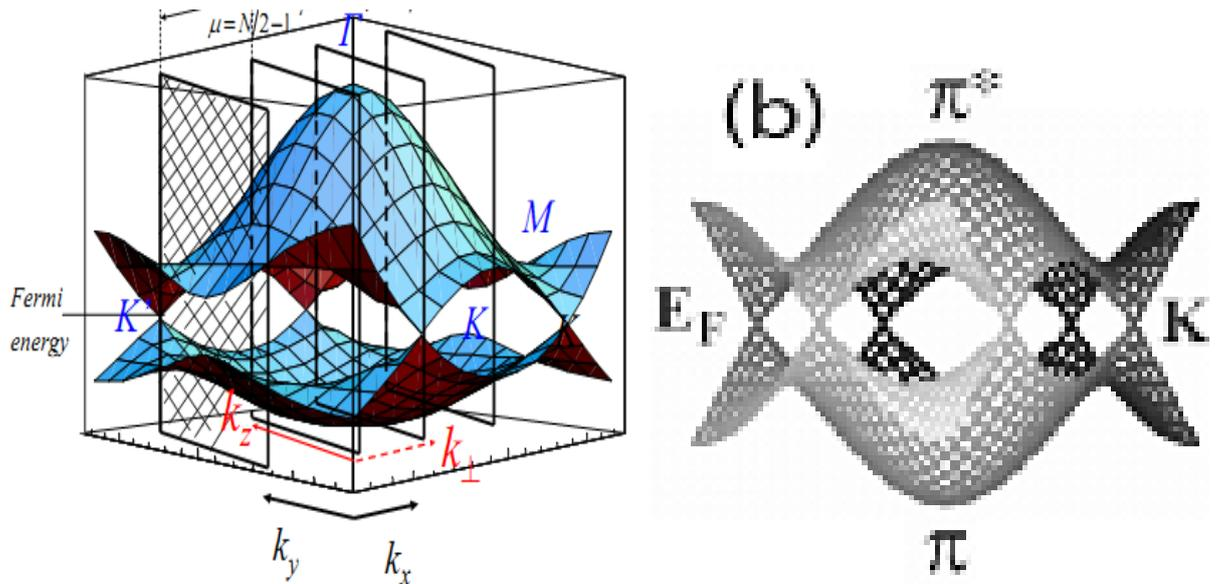 μ=N/2-1
Γ
M
Fermi
energy
K'
K
k_z
k_⊥
k_y
k_x
(b)
π*
E_F
K
π